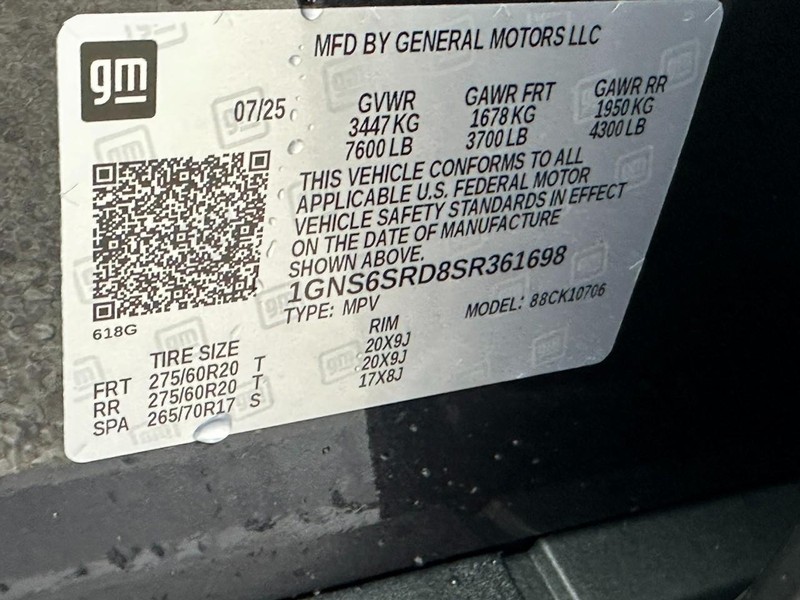 gm
MFD BY GENERAL MOTORS LLC
07/25
GVWR GAWR FRT GAWR RR
3447 KG 1678 KG 1950 KG
7600 LB 3700 LB 4300 LB
THIS VEHICLE CONFORMS TO ALL
APPLICABLE U.S. FEDERAL MOTOR
VEHICLE SAFETY STANDARDS IN EFFECT
ON THE DATE OF MANUFACTURE
SHOWN ABOVE.
1GNS6SRD8SR361698
TYPE: MPV MODEL: 88CK10706
618G
TIRE SIZE RIM
FRT 275/60R20 T 20X9J
RR 275/60R20 T 20X9J
SPA 265/70R17 S 17X8J